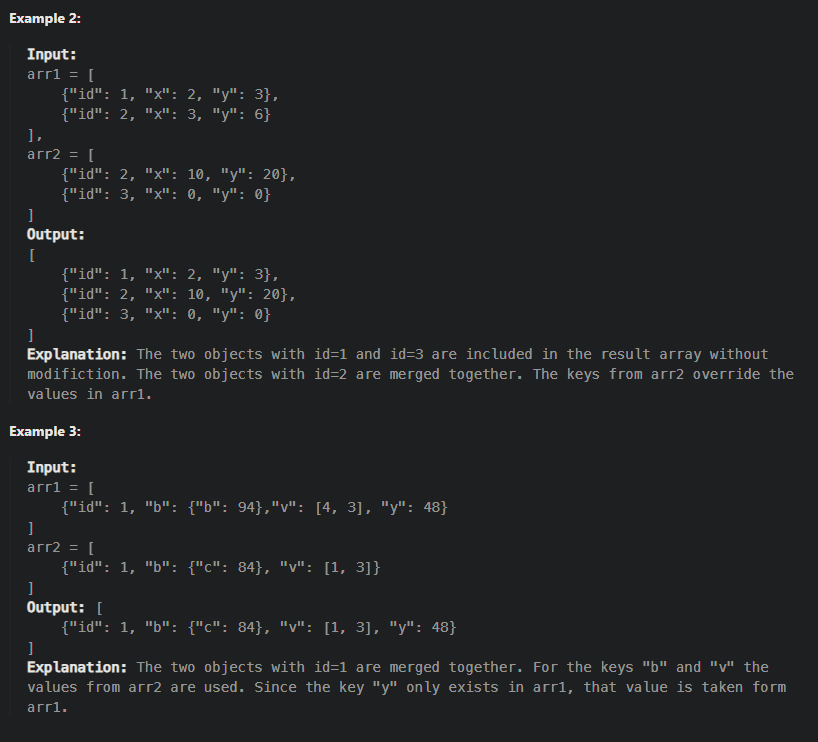 Example 2:
Input:
arr1 = [
    {"id": 1, "x": 2, "y": 3},
    {"id": 2, "x": 3, "y": 6}
],
arr2 = [
    {"id": 2, "x": 10, "y": 20},
    {"id": 3, "x": 0, "y": 0}
]
Output:
[
    {"id": 1, "x": 2, "y": 3},
    {"id": 2, "x": 10, "y": 20},
    {"id": 3, "x": 0, "y": 0}
]
Explanation: The two objects with id=1 and id=3 are included in the result array without
modifiction. The two objects with id=2 are merged together. The keys from arr2 override the
values in arr1.
Example 3:
Input:
arr1 = [
    {"id": 1, "b": {"b": 94},"v": [4, 3], "y": 48}
]
arr2 = [
    {"id": 1, "b": {"c": 84}, "v": [1, 3]}
]
Output: [
    {"id": 1, "b": {"c": 84}, "v": [1, 3], "y": 48}
]
Explanation: The two objects with id=1 are merged together. For the keys "b" and "v" the
values from arr2 are used. Since the key "y" only exists in arr1, that value is taken form
arr1.